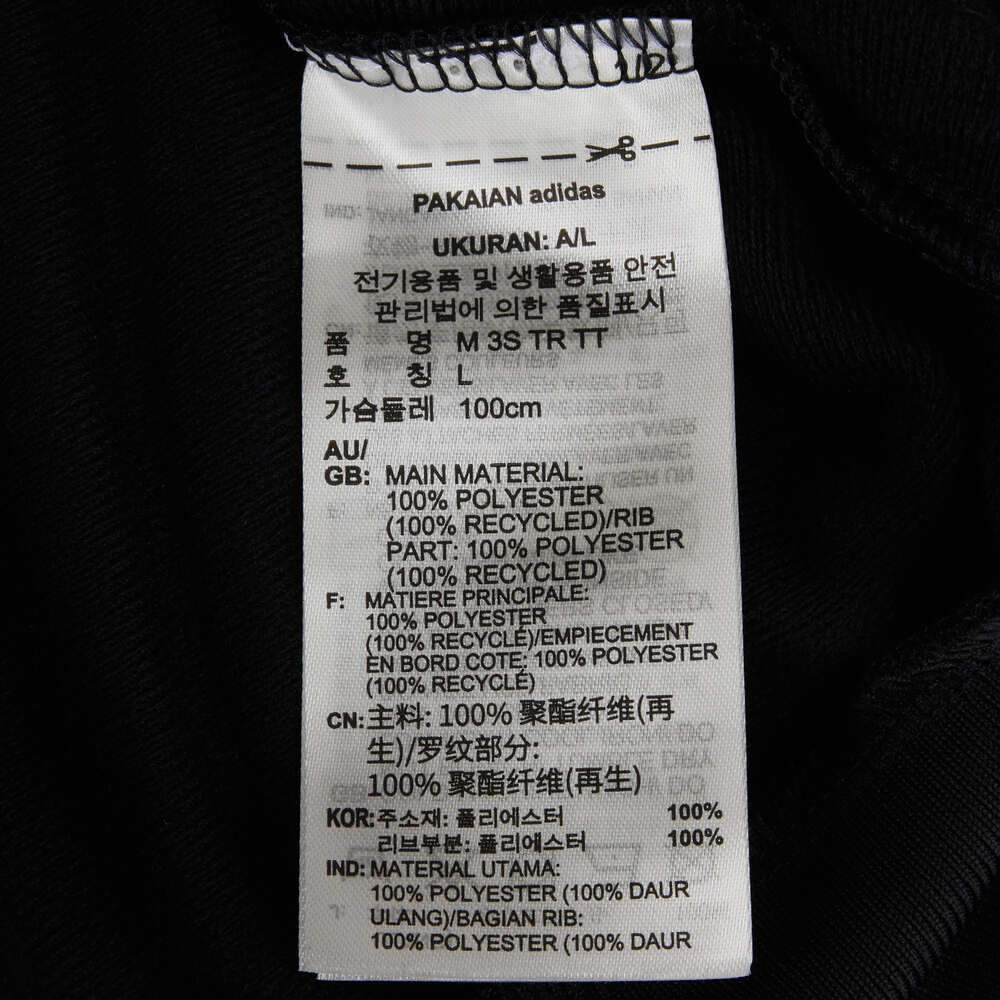 1/2
PAKAIAN adidas
UKURAN: A/L
전기용품 및 생활용품 안전
관리법에 의한 품질표시
품 명 M 3S TR TT
호 칭 L
가슴둘레 100cm
AU/
GB: MAIN MATERIAL:
100% POLYESTER
(100% RECYCLED)/RIB
PART: 100% POLYESTER
(100% RECYCLED)
F: MATIERE PRINCIPALE:
100% POLYESTER
(100% RECYCLÉ)/EMPIECEMENT
EN BORD COTE: 100% POLYESTER
(100% RECYCLÉ)
CN: 主料: 100% 聚酯纤维(再
生)/罗纹部分:
100% 聚酯纤维(再生)
KOR: 주소재: 폴리에스터 100%
리브부분: 폴리에스터 100%
IND: MATERIAL UTAMA:
100% POLYESTER (100% DAUR
ULANG)/BAGIAN RIB:
100% POLYESTER (100% DAUR